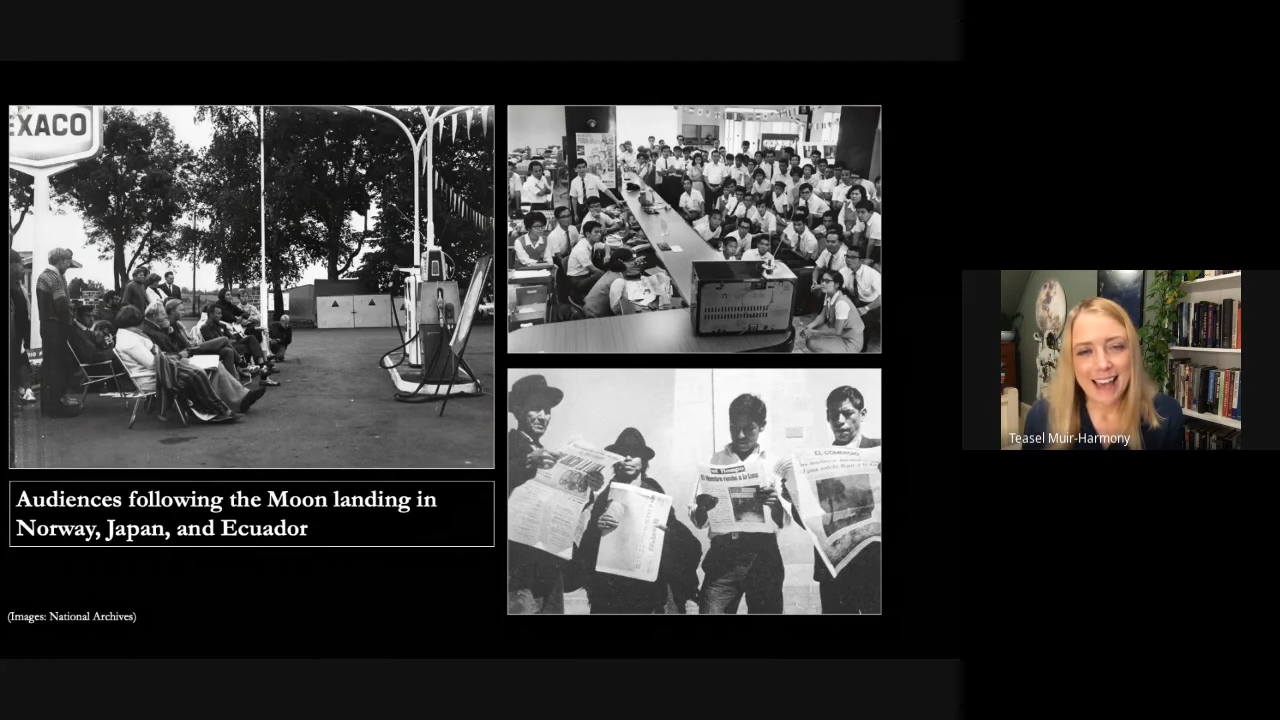 EXACO
Audiences following the Moon landing in
Norway, Japan, and Ecuador
(Images: National Archives)
EL COMERCIO
Teasel Muir-Harmony